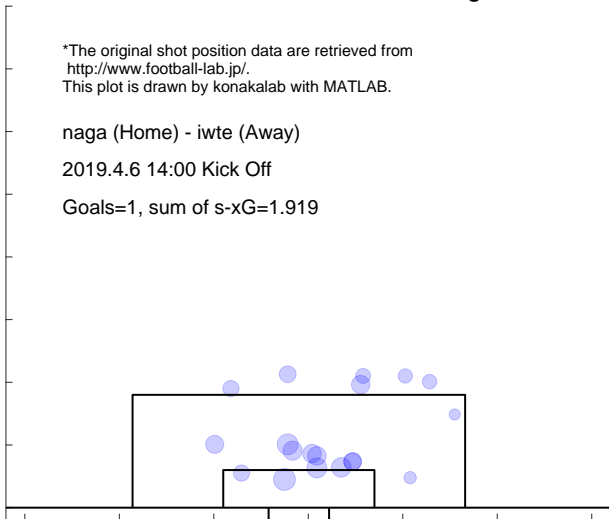 *The original shot position data are retrieved from
http://www.football-lab.jp/.
This plot is drawn by konakalab with MATLAB.
naga (Home) - iwte (Away)
2019.4.6 14:00 Kick Off
Goals=1, sum of s-xG=1.919